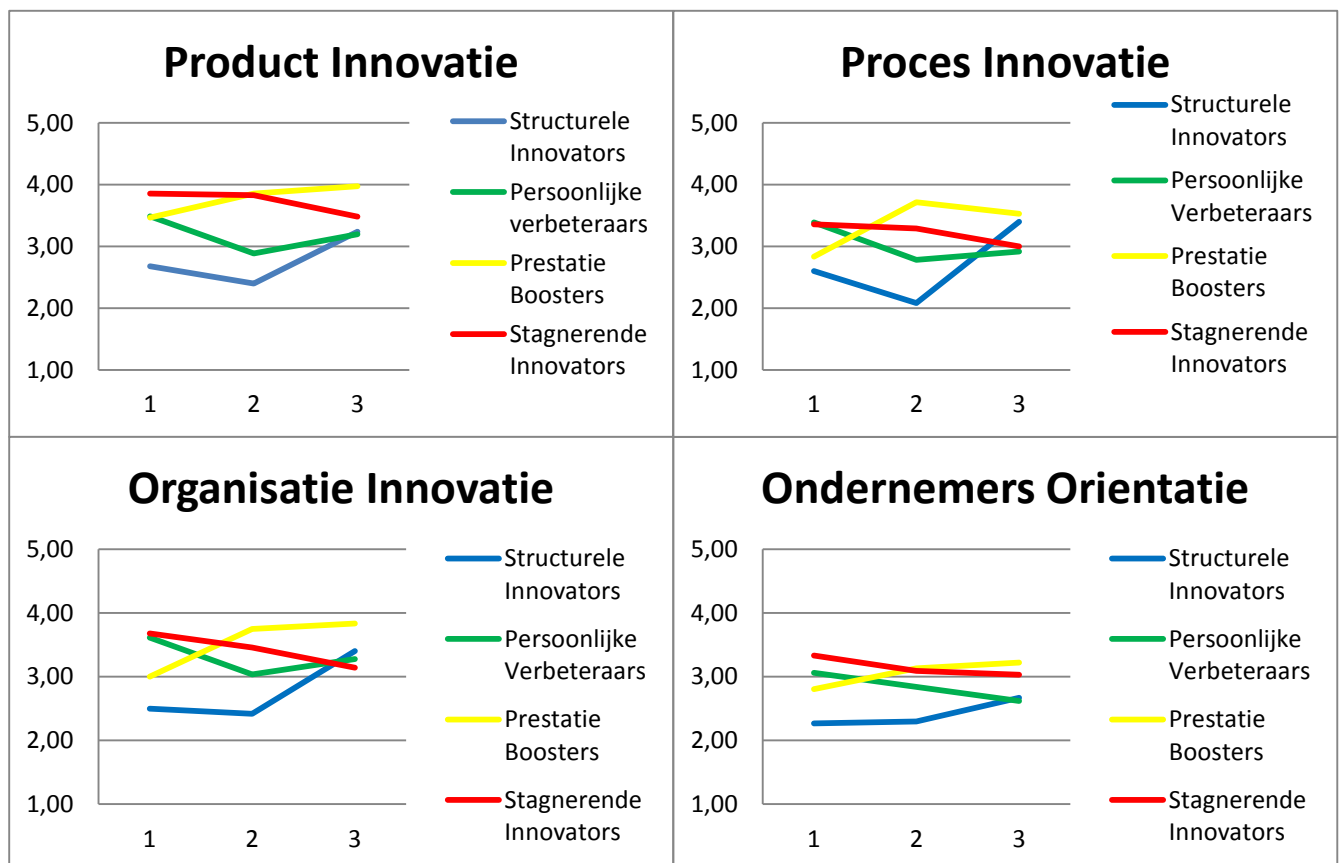 Product Innovatie
5,00
4,00
3,00
2,00
1,00
1 2 3
Structurele
Innovators
Persoonlijke
verbeteraars
Prestatie
Boosters
Stagnerende
Innovators
Proces Innovatie
5,00
4,00
3,00
2,00
1,00
1 2 3
Structurele
Innovators
Persoonlijke
Verbeteraars
Prestatie
Boosters
Stagnerende
Innovators
Organisatie Innovatie
5,00
4,00
3,00
2,00
1,00
1 2 3
Structurele
Innovators
Persoonlijke
Verbeteraars
Prestatie
Boosters
Stagnerende
Innovators
Ondernemers Orientatie
5,00
4,00
3,00
2,00
1,00
1 2 3
Structurele
Innovators
Persoonlijke
Verbeteraars
Prestatie
Boosters
Stagnerende
Innovators